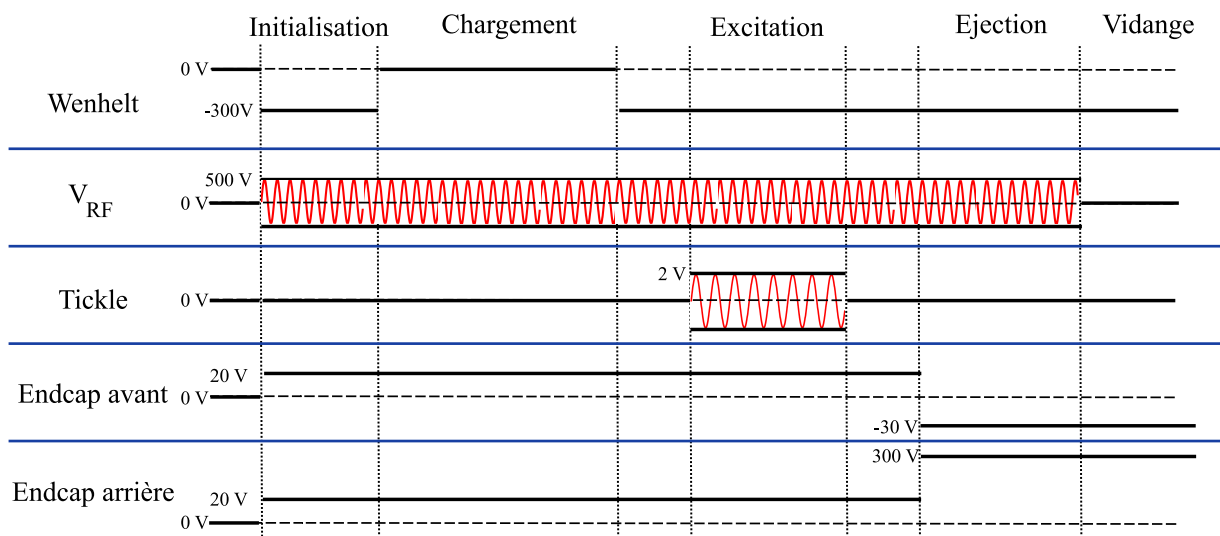 Initialisation Chargement Excitation Ejection Vidange
0 V
Wenhelt
-300V
500 V
V_RF
0 V
2 V
Tickle
0 V
20 V
Endcap avant
0 V
-30 V
300 V
Endcap arrière
20 V
0 V